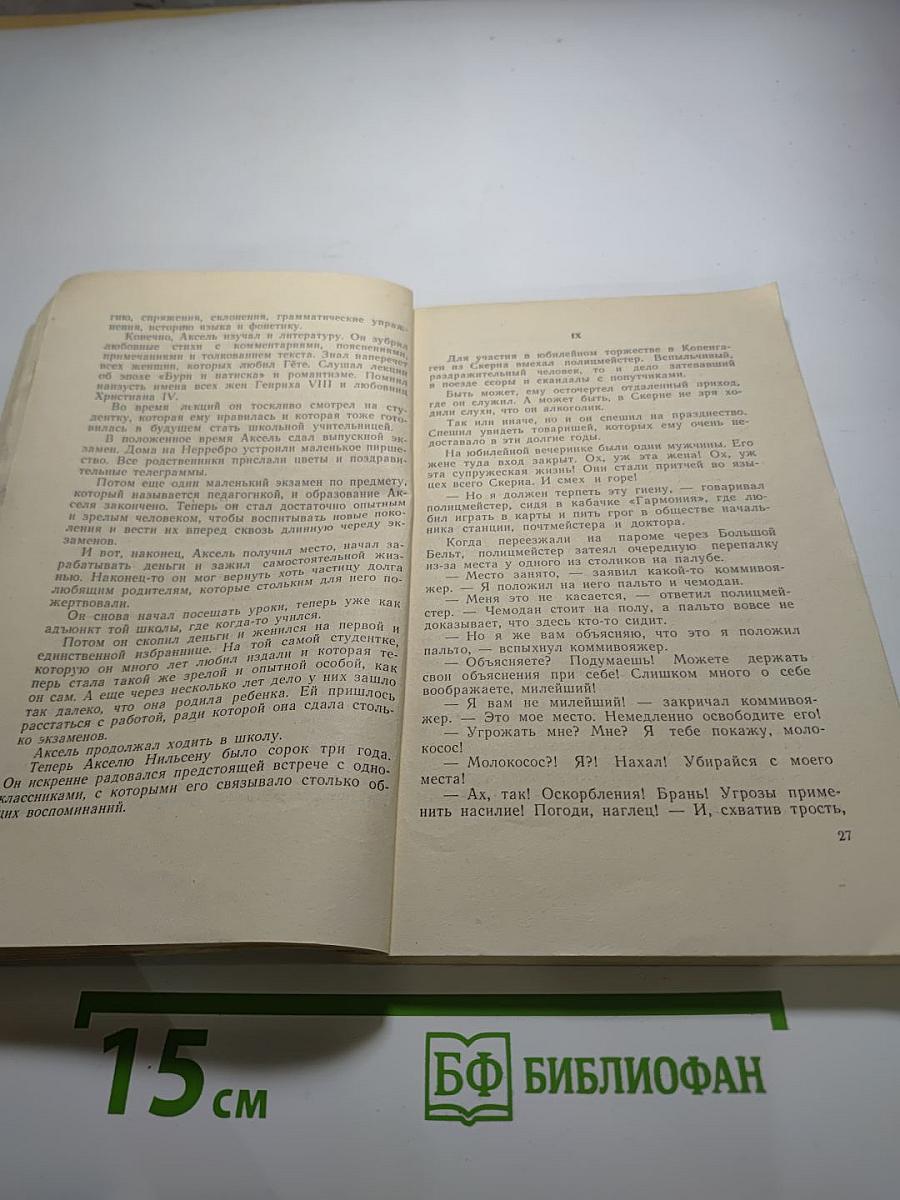 гию, спряжения, склонения, грамматические упраж-
нения, историю языка и фонетику.
Конечно, Аксель изучал и литературу. Он зубрил
любовные стихи с комментариями, пояснениями,
примечаниями и толкованием текста. Знал наперечет
всех женщин, которых любил Гёте. Слушал лекции
об эпохе «Бури и натиска» и романтизме. Помнил
наизусть имена всех жен Генриха VIII и любовниц
Христиана IV.
Во время лекций он тоскливо смотрел на сту-
дентку, которая ему нравилась и которая тоже гото-
вилась в будущем стать школьной учительницей.
В положенное время Аксель сдал выпускной эк-
замен. Дома на Нерребро устроили маленькое пирше-
ство. Все родственники прислали цветы и поздрави-
тельные телеграммы.
Потом еще один маленький экзамен по предмету,
который называется педагогикой, и образование Ак-
селя закончено. Теперь он стал достаточно опытным
и зрелым человеком, чтобы воспитывать новые поко-
ления и вести их вперед сквозь длинную череду эк-
заменов.
И вот, наконец, Аксель получил место, начал за-
рабатывать деньги и зажил самостоятельной жиз-
нью. Наконец-то он мог вернуть хоть частицу долга
любящим родителям, которые стольким для него по-
жертвовали.
Он снова начал посещать уроки, теперь уже как
адъюнкт той школы, где когда-то учился.
Потом он скопил деньги и женился на первой и
единственной избраннице. На той самой студентке,
которую он много лет любил издали и которая те-
перь стала такой же зрелой и опытной особой, как
он сам. А еще через несколько лет дело у них зашло
так далеко, что она родила ребенка. Ей пришлось
расстаться с работой, ради которой она сдала столь-
ко экзаменов.
Аксель продолжал ходить в школу.
Теперь Акселю Нильсену было сорок три года.
Он искренне радовался предстоящей встрече с одно-
классниками, с которыми его связывало столько об-
щих воспоминаний.
IX
Для участия в юбилейном торжестве в Копенга-
ген из Скерна выехал полицмейстер. Вспыльчивый,
раздражительный человек, то и дело затевавший
в поезде ссоры и скандалы с попутчиками.
Быть может, ему осточертел отдаленный приход,
где он служил. А может быть, в Скерне не зря хо-
дили слухи, что он алкоголик.
Так или иначе, но и он спешил на празднество.
Спешил увидеть товарищей, которых ему очень не-
доставало в эти долгие годы.
На юбилейной вечеринке были одни мужчины. Его
жене туда вход закрыт. Ох, уж эта жена! Ох, уж
эта супружеская жизнь! Они стали притчей во язы-
цех всего Скерна. И смех и горе!
— Но я должен терпеть эту гиену, — говаривал
полицмейстер, сидя в кабачке «Гармония», где лю-
бил играть в карты и пить грог в обществе началь-
ника станции, почтмейстера и доктора.
Когда переезжали на пароме через Большой
Бельт, полицмейстер затеял очередную перепалку
из-за места у одного из столиков на палубе.
— Место занято, — заявил какой-то коммивоя-
жер. — Я положил на него пальто и чемодан.
— Меня это не касается, — ответил полицмей-
стер. — Чемодан стоит на полу, а пальто вовсе не
доказывает, что здесь кто-то сидит.
— Но я же вам объясняю, что это я положил
пальто, — вспыхнул коммивояжер.
— Объясняете? Подумаешь! Можете держать
свои объяснения при себе! Слишком много о себе
воображаете, милейший!
— Я вам не милейший! — закричал коммивоя-
жер. — Это мое место. Немедленно освободите его!
— Угрожать мне? Мне? Я тебе покажу, моло-
косос!
— Молокосос?! Я?! Нахал! Убирайся с моего
места!
— Ах, так! Оскорбления! Брань! Угрозы приме-
нить насилие! Погоди, наглец! — И, схватив трость,
27
15 см
БФ БИБЛИОФАН